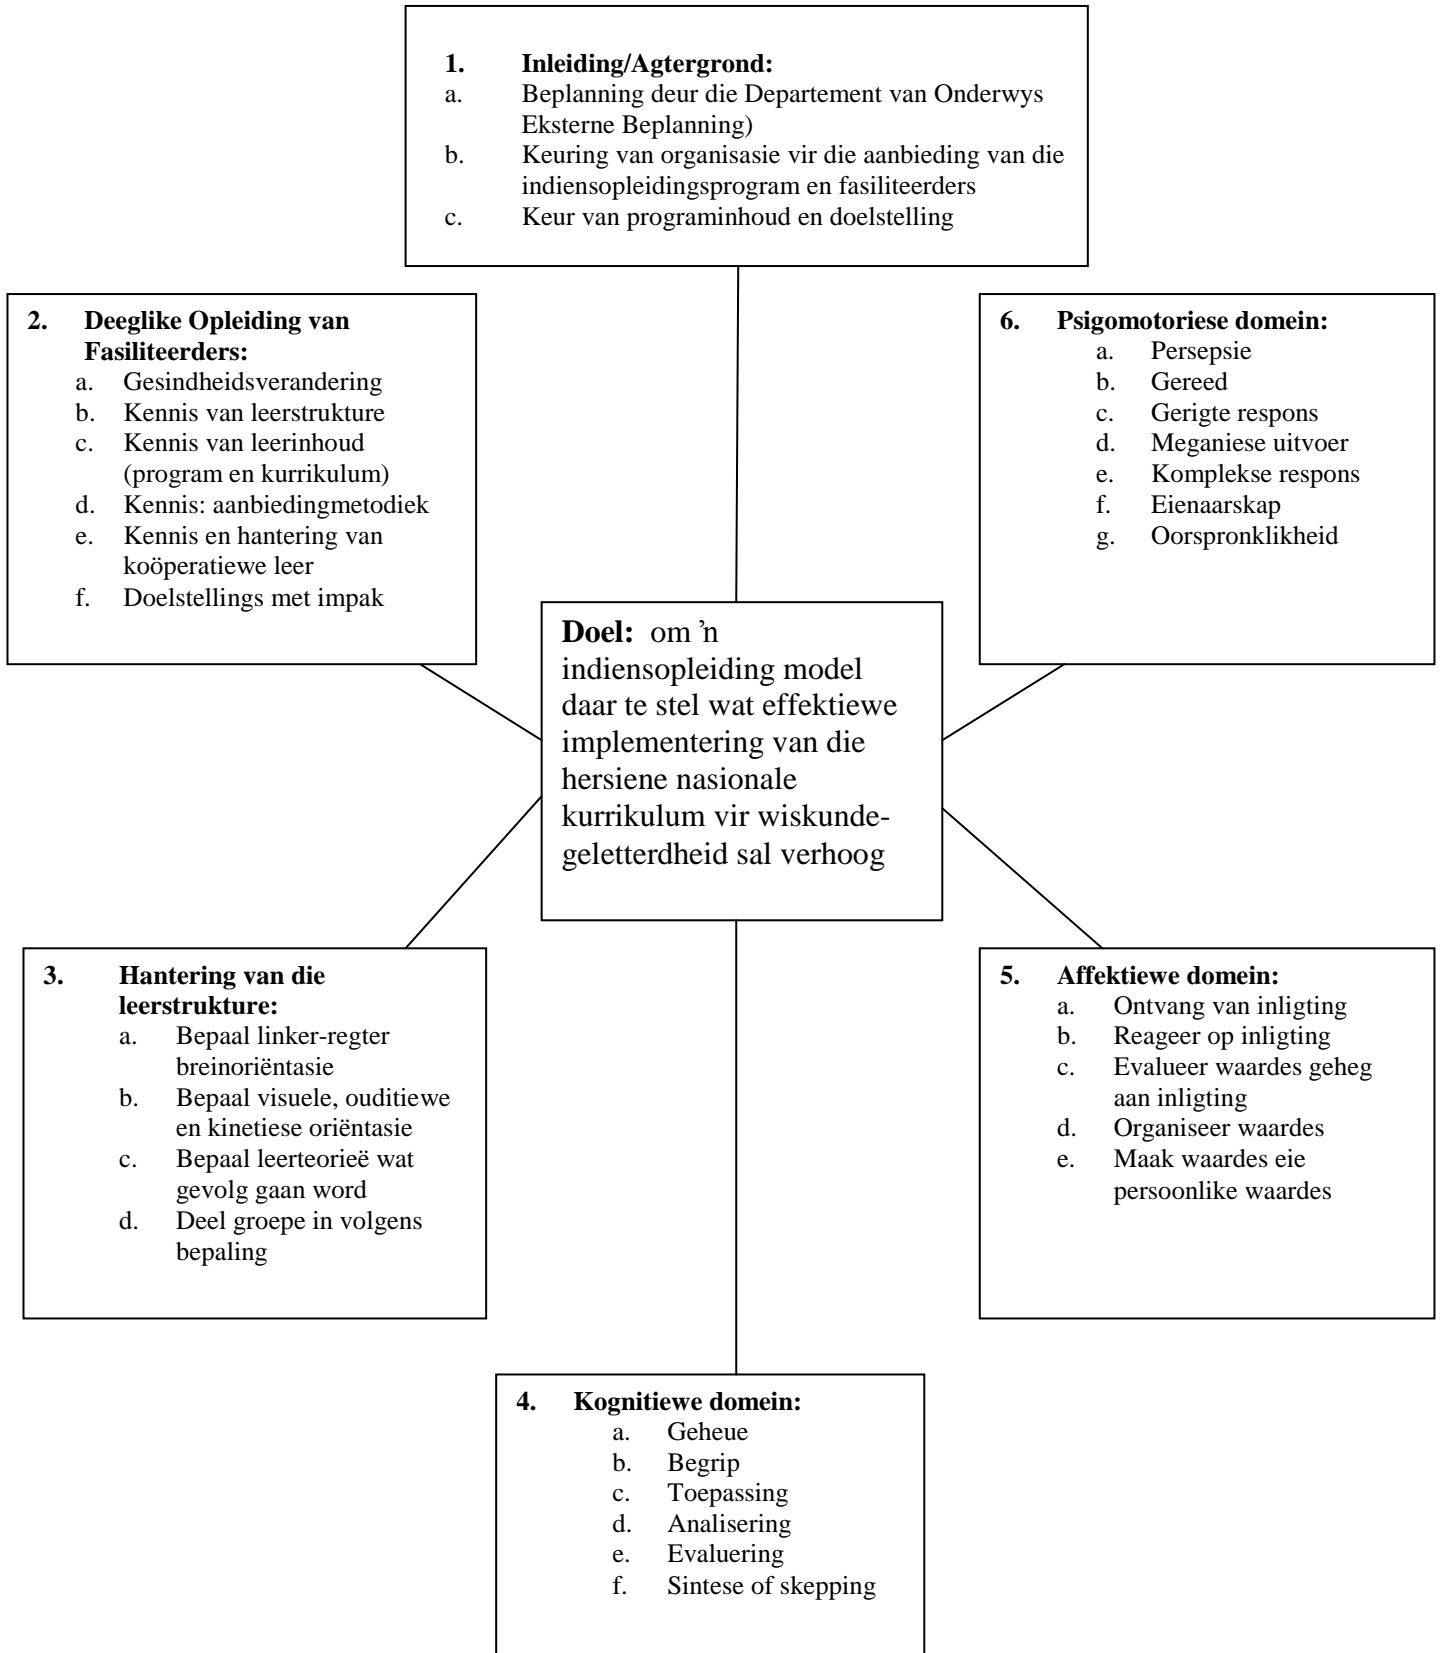 1. Inleiding/Agtergrond:
a. Beplanning deur die Departement van Onderwys
Eksterne Beplanning)
b. Keuring van organisasie vir die aanbieding van die
indiensopleidingsprogram en fasiliteerders
c. Keur van programinhoud en doelstelling
2. Deeglike Opleiding van
Fasiliteerders:
a. Gesindheidsverandering
b. Kennis van leerstrukture
c. Kennis van leerinhoud
(program en kurrikulum)
d. Kennis: aanbiedingmetodiek
e. Kennis en hantering van
koöperatiewe leer
f. Doelstellings met impak
6. Psigomotoriese domein:
a. Persepsie
b. Gereed
c. Gerigte respons
d. Meganiese uitvoer
e. Komplekse respons
f. Eienaarskap
g. Oorspronklikheid
Doel: om ’n
indiensopleiding model
daar te stel wat effektiewe
implementering van die
hersiene nasionale
kurrikulum vir wiskunde-
geletterdheid sal verhoog
3. Hantering van die
leerstrukture:
a. Bepaal linker-regter
breinoriëntasie
b. Bepaal visuele, ouditiewe
en kinetiese oriëntasie
c. Bepaal leerteorieë wat
gevolg gaan word
d. Deel groepe in volgens
bepaling
5. Affektiewe domein:
a. Ontvang van inligting
b. Reageer op inligting
c. Evalueer waardes geheg
aan inligting
d. Organiseer waardes
e. Maak waardes eie
persoonlike waardes
4. Kognitiewe domein:
a. Geheue
b. Begrip
c. Toepassing
d. Analisering
e. Evaluering
f. Sintese of skepping